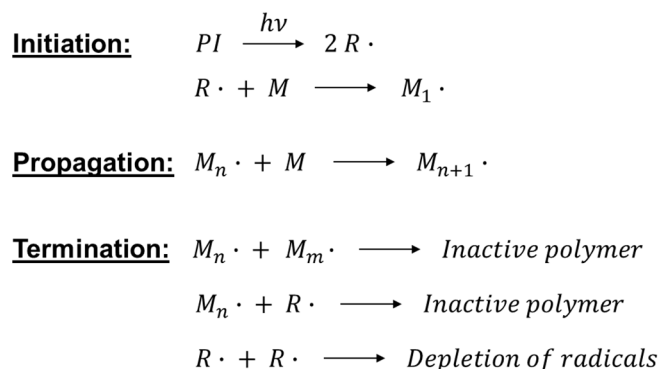 Initiation: PI hν ⟶ 2 R ·
R · + M ⟶ M₁ ·
Propagation: Mₙ · + M ⟶ Mₙ₊₁ ·
Termination: Mₙ · + Mₘ · ⟶ Inactive polymer
Mₙ · + R · ⟶ Inactive polymer
R · + R · ⟶ Depletion of radicals